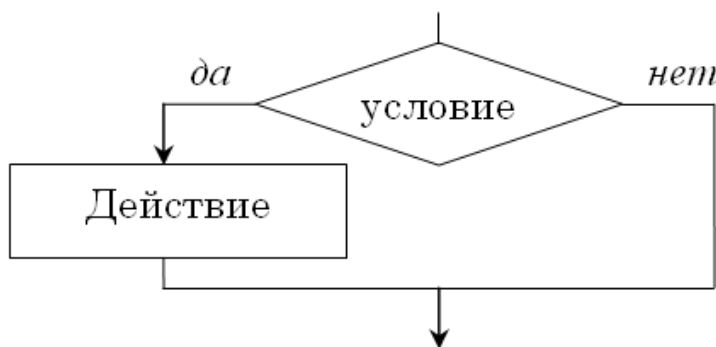 да
нет
условие
Действие